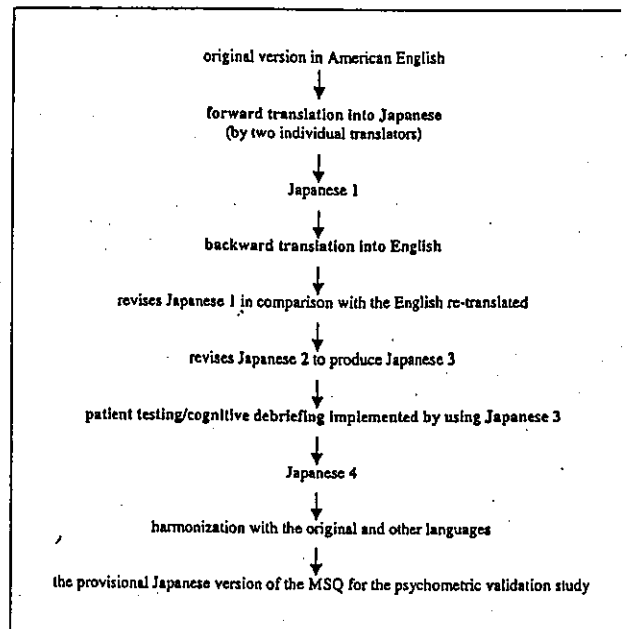 original version in American English
forward translation into Japanese
(by two individual translators)
Japanese 1
backward translation into English
revises Japanese 1 in comparison with the English re-translated
revises Japanese 2 to produce Japanese 3
patient testing/cognitive debriefing implemented by using Japanese 3
Japanese 4
harmonization with the original and other languages
the provisional Japanese version of the MSQ for the psychometric validation study